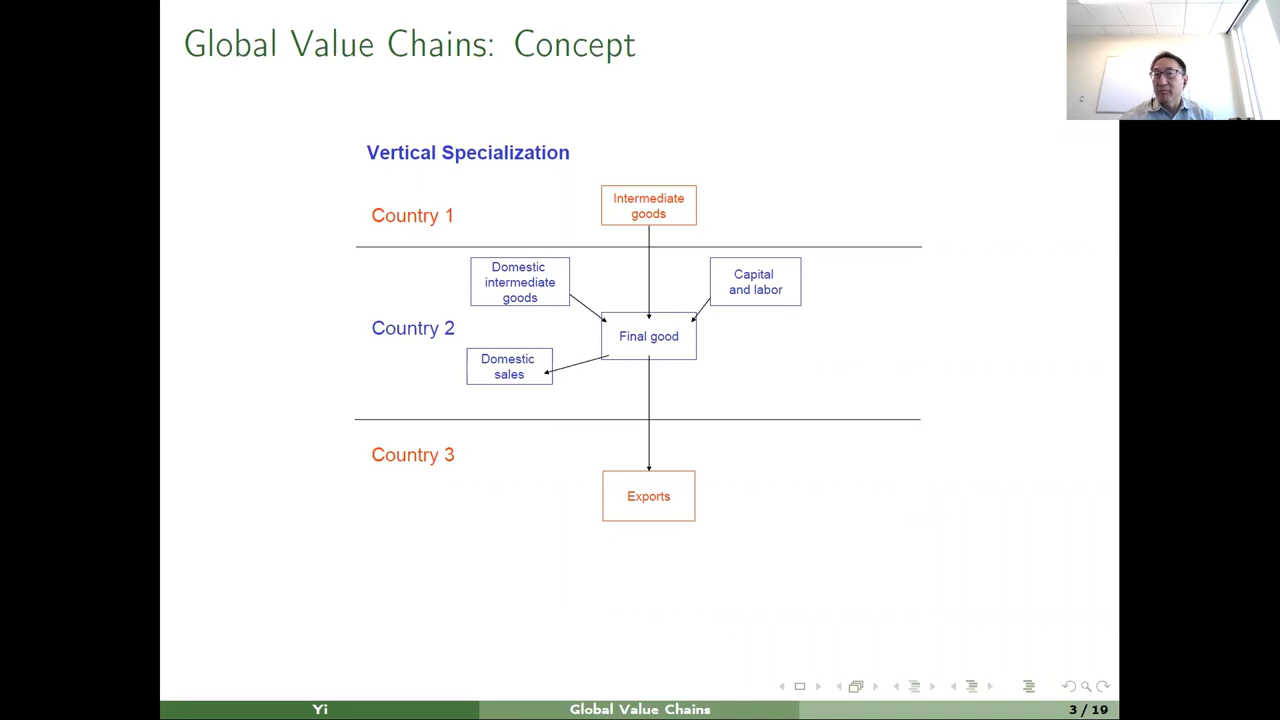 Global Value Chains: Concept
Vertical Specialization
Country 1
Intermediate
goods
Domestic
intermediate
goods
Capital
and labor
Country 2
Final good
Domestic
sales
Country 3
Exports
Yi
Global Value Chains
3 / 19